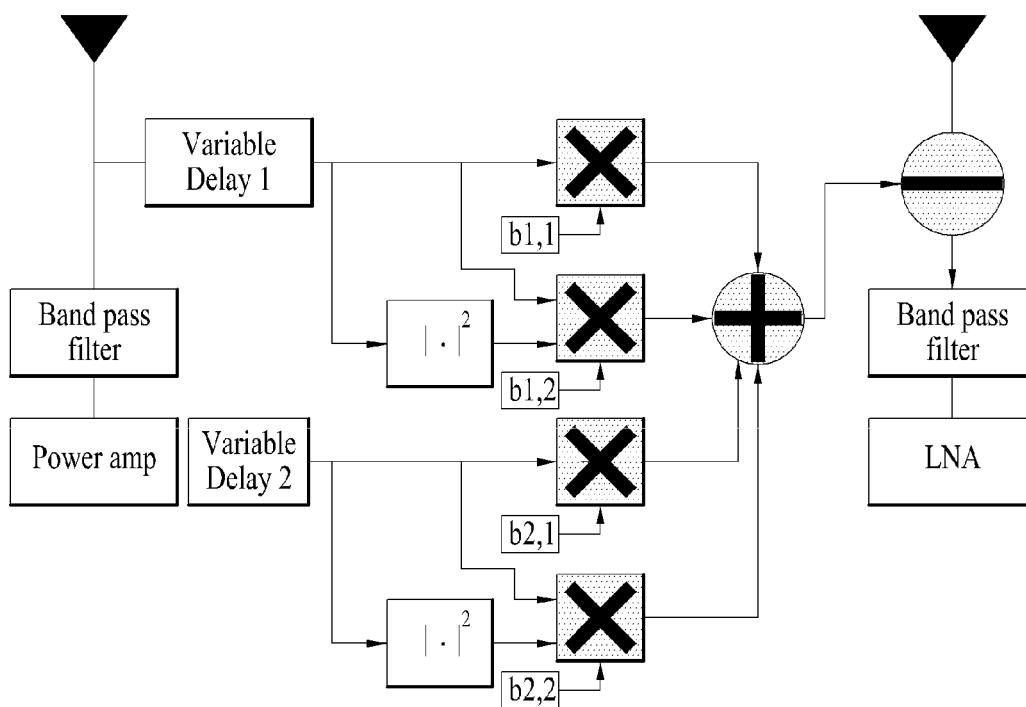 Variable
Delay 1
b1,1
Band pass
filter
| · |²
b1,2
Band pass
filter
Power amp
Variable
Delay 2
b2,1
LNA
| · |²
b2,2